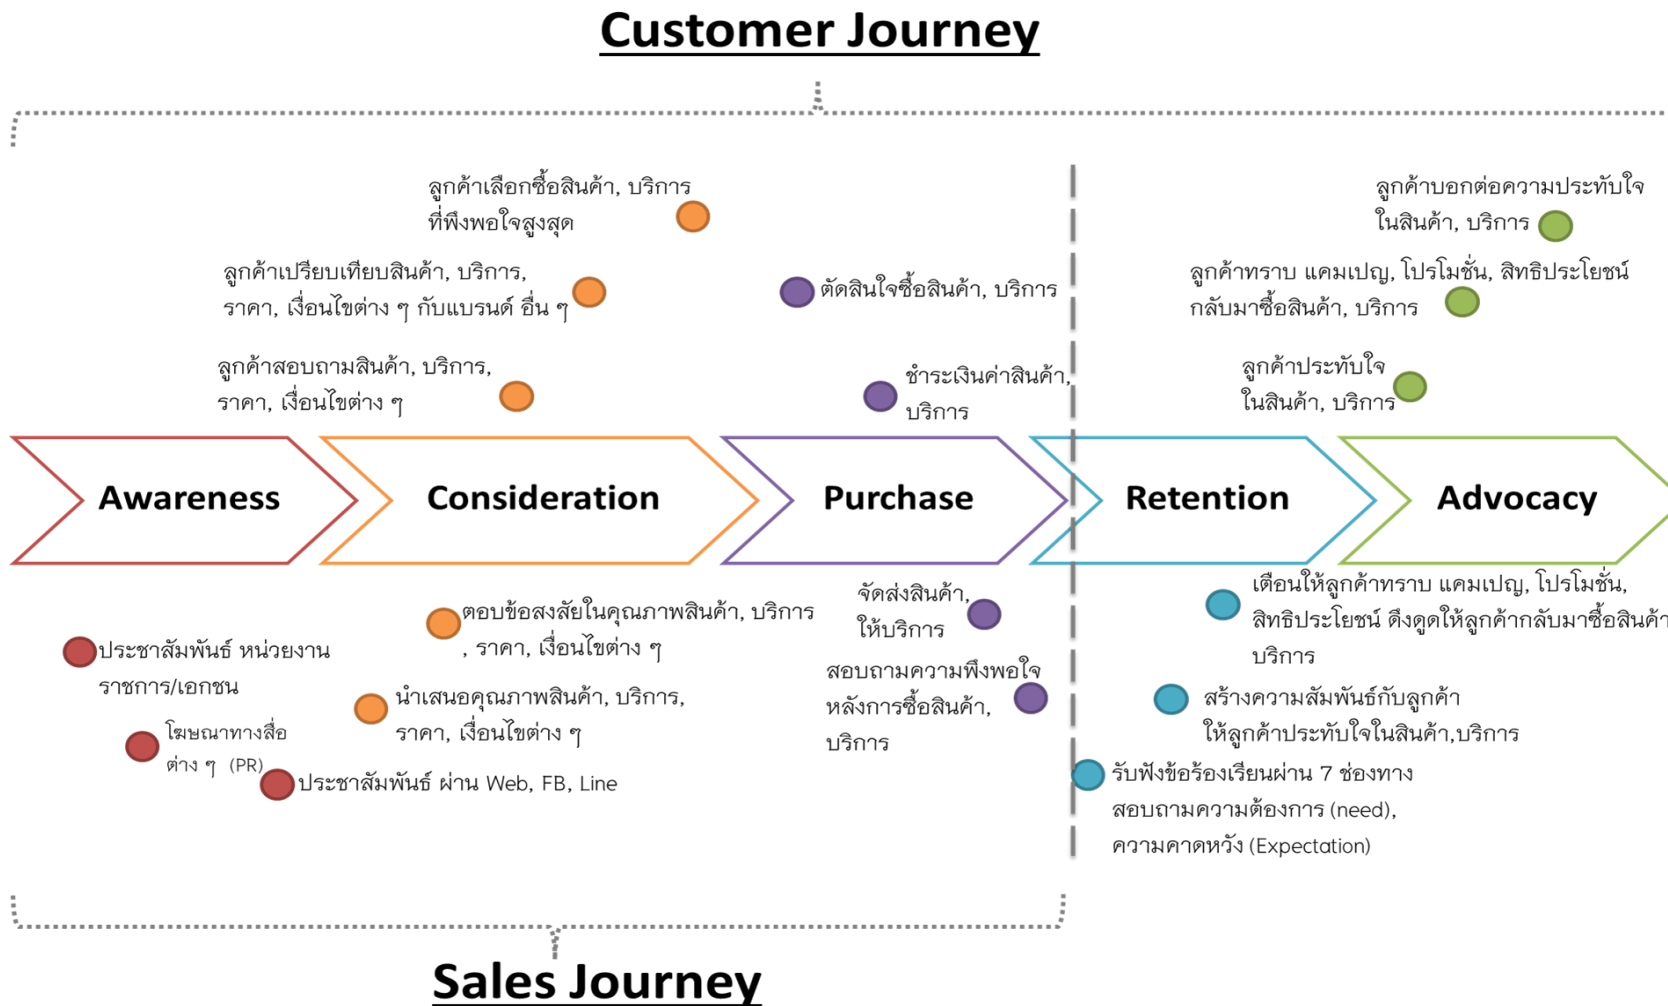 Customer Journey
ลูกค้าเลือกซื้อสินค้า, บริการ
ที่พึงพอใจสูงสุด
ลูกค้าเปรียบเทียบสินค้า, บริการ,
ราคา, เงื่อนไขต่าง ๆ กับแบรนด์ อื่น ๆ
ลูกค้าสอบถามสินค้า, บริการ,
ราคา, เงื่อนไขต่าง ๆ
ตัดสินใจซื้อสินค้า, บริการ
ชำระเงินค่าสินค้า,
บริการ
ลูกค้าบอกต่อความประทับใจ
ในสินค้า, บริการ
ลูกค้าทราบ แคมเปญ, โปรโมชั่น, สิทธิประโยชน์
กลับมาซื้อสินค้า, บริการ
ลูกค้าประทับใจ
ในสินค้า, บริการ
Awareness
Consideration
Purchase
Retention
Advocacy
ประชาสัมพันธ์ หน่วยงาน
ราชการ/เอกชน
โฆษณาทางสื่อ
ต่าง ๆ (PR)
ประชาสัมพันธ์ ผ่าน Web, FB, Line
ตอบข้อสงสัยในคุณภาพสินค้า, บริการ
, ราคา, เงื่อนไขต่าง ๆ
นำเสนอคุณภาพสินค้า, บริการ,
ราคา, เงื่อนไขต่าง ๆ
จัดส่งสินค้า,
ให้บริการ
สอบถามความพึงพอใจ
หลังการซื้อสินค้า,
บริการ
เตือนให้ลูกค้าทราบ แคมเปญ, โปรโมชั่น,
สิทธิประโยชน์ ดึงดูดให้ลูกค้ากลับมาซื้อสินค้า
บริการ
สร้างความสัมพันธ์กับลูกค้า
ให้ลูกค้าประทับใจในสินค้า,บริการ
รับฟังข้อร้องเรียนผ่าน 7 ช่องทาง
สอบถามความต้องการ (need),
ความคาดหวัง (Expectation)
Sales Journey